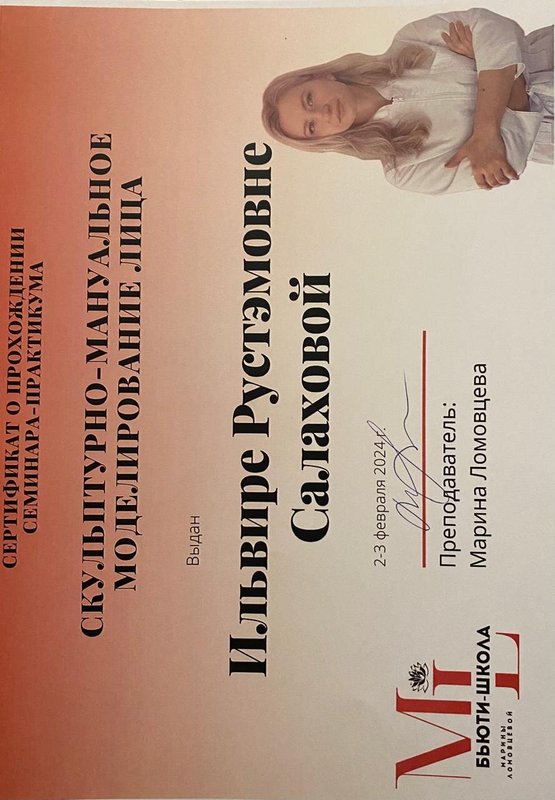 СЕРТИФИКАТ О ПРОХОЖДЕНИИ
СЕМИНАРА-ПРАКТИКУМА
СКУЛЬПТУРНО-МАНУАЛЬНОЕ
МОДЕЛИРОВАНИЕ ЛИЦА
Выдан
Ильвире Рустэмовне
Салаховой
2-3 февраля 2024 г.
Преподаватель:
Марина Ломовцева
ML
БЬЮТИ-ШКОЛА
МАРИНЫ
ЛОМОВЦЕВОЙ